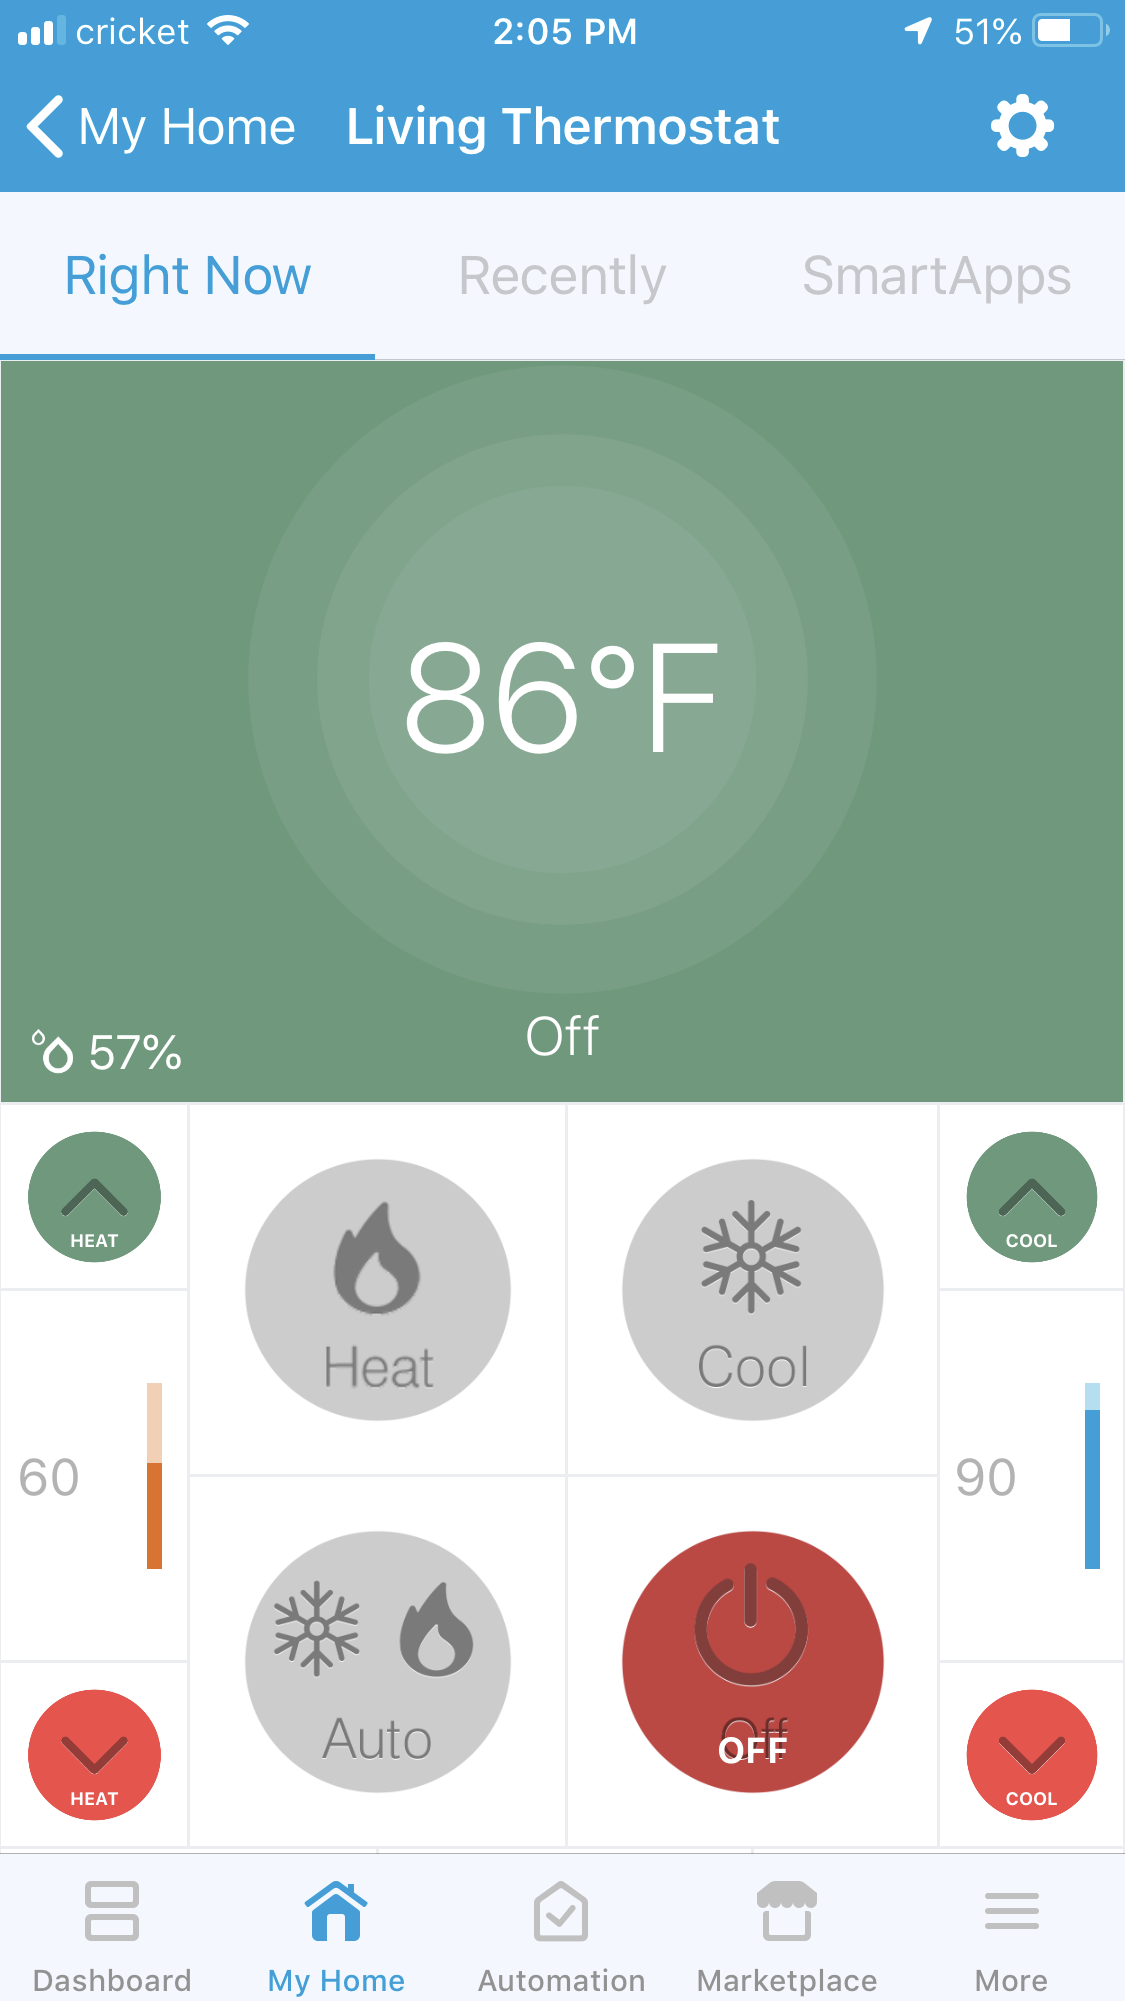 cricket 2:05 PM 51%
My Home Living Thermostat
Right Now Recently SmartApps
86°F
Off
57%
HEAT COOL
Heat Cool
60 90
Auto Off
OFF
HEAT COOL
Dashboard My Home Automation Marketplace More